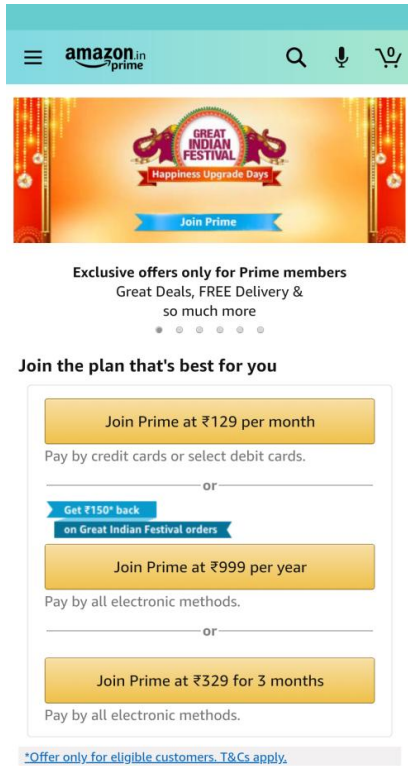 amazon.in
prime
0
GREAT
INDIAN
FESTIVAL
Happiness Upgrade Days
Join Prime
Exclusive offers only for Prime members
Great Deals, FREE Delivery &
so much more
Join the plan that's best for you
Join Prime at ₹129 per month
Pay by credit cards or select debit cards.
or
Get ₹150* back
on Great Indian Festival orders
Join Prime at ₹999 per year
Pay by all electronic methods.
or
Join Prime at ₹329 for 3 months
Pay by all electronic methods.
*Offer only for eligible customers. T&Cs apply.